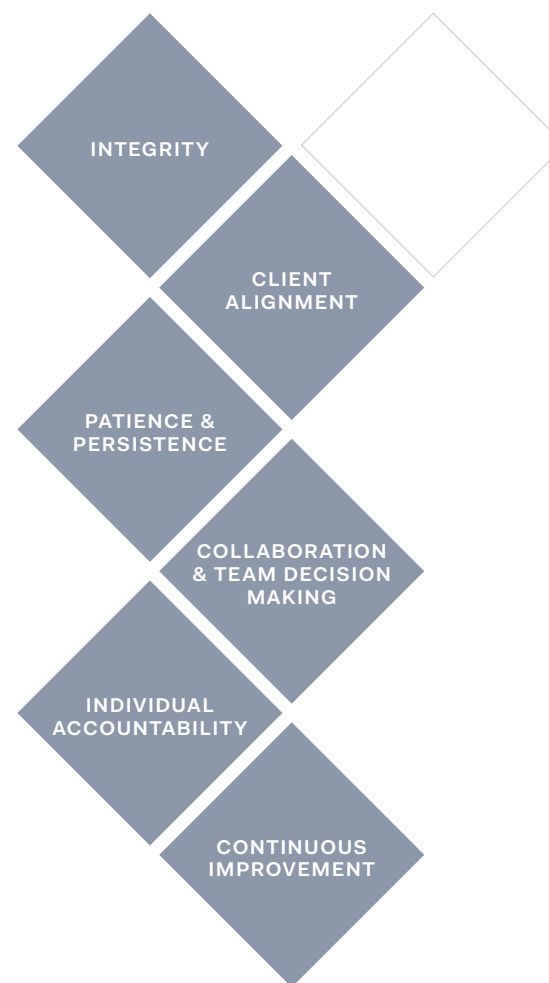 INTEGRITY
CLIENT
ALIGNMENT
PATIENCE &
PERSISTENCE
COLLABORATION
& TEAM DECISION
MAKING
INDIVIDUAL
ACCOUNTABILITY
CONTINUOUS
IMPROVEMENT